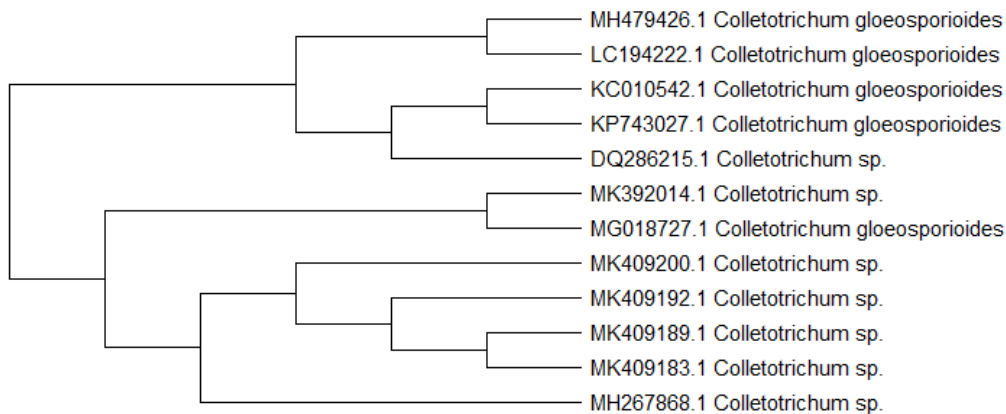 MH479426.1 Colletotrichum gloeosporioides
LC194222.1 Colletotrichum gloeosporioides
KC010542.1 Colletotrichum gloeosporioides
KP743027.1 Colletotrichum gloeosporioides
DQ286215.1 Colletotrichum sp.
MK392014.1 Colletotrichum sp.
MG018727.1 Colletotrichum gloeosporioides
MK409200.1 Colletotrichum sp.
MK409192.1 Colletotrichum sp.
MK409189.1 Colletotrichum sp.
MK409183.1 Colletotrichum sp.
MH267868.1 Colletotrichum sp.